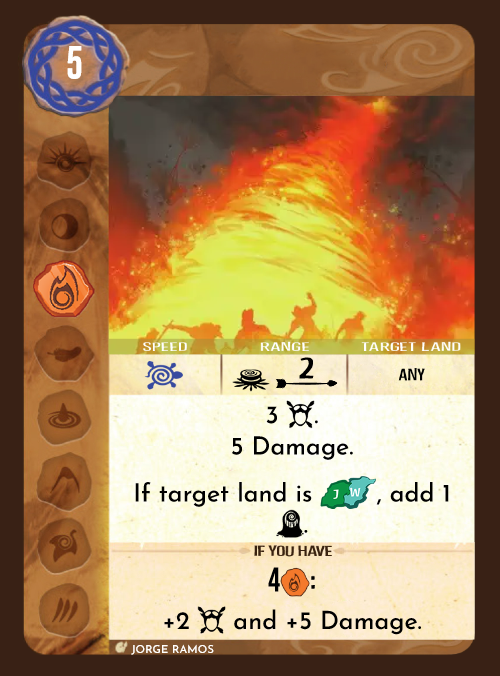 5
SPEED RANGE TARGET LAND
2 ANY
3 .
5 Damage.
If target land is J W , add 1
.
IF YOU HAVE
4 :
+2 and +5 Damage.
JORGE RAMOS